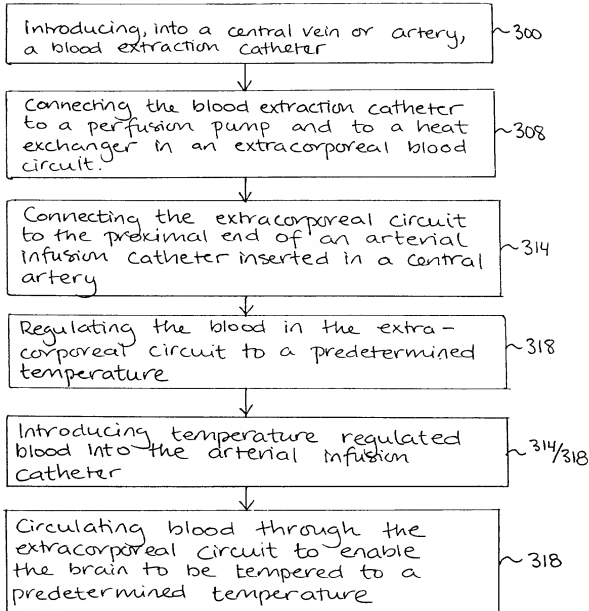 Introducing, into a central vein or artery,
a blood extraction catheter
300
Connecting the blood extraction catheter
to a perfusion pump and to a heat
exchanger in an extracorporeal blood
circuit.
308
Connecting the extracorporeal circuit
to the proximal end of an arterial
infusion catheter inserted in a central
artery
314
Regulating the blood in the extra-
corporeal circuit to a predetermined
temperature
318
Introducing temperature regulated
blood into the arterial infusion
catheter
314/318
Circulating blood through the
extracorporeal circuit to enable
the brain to be tempered to a
predetermined temperature
318